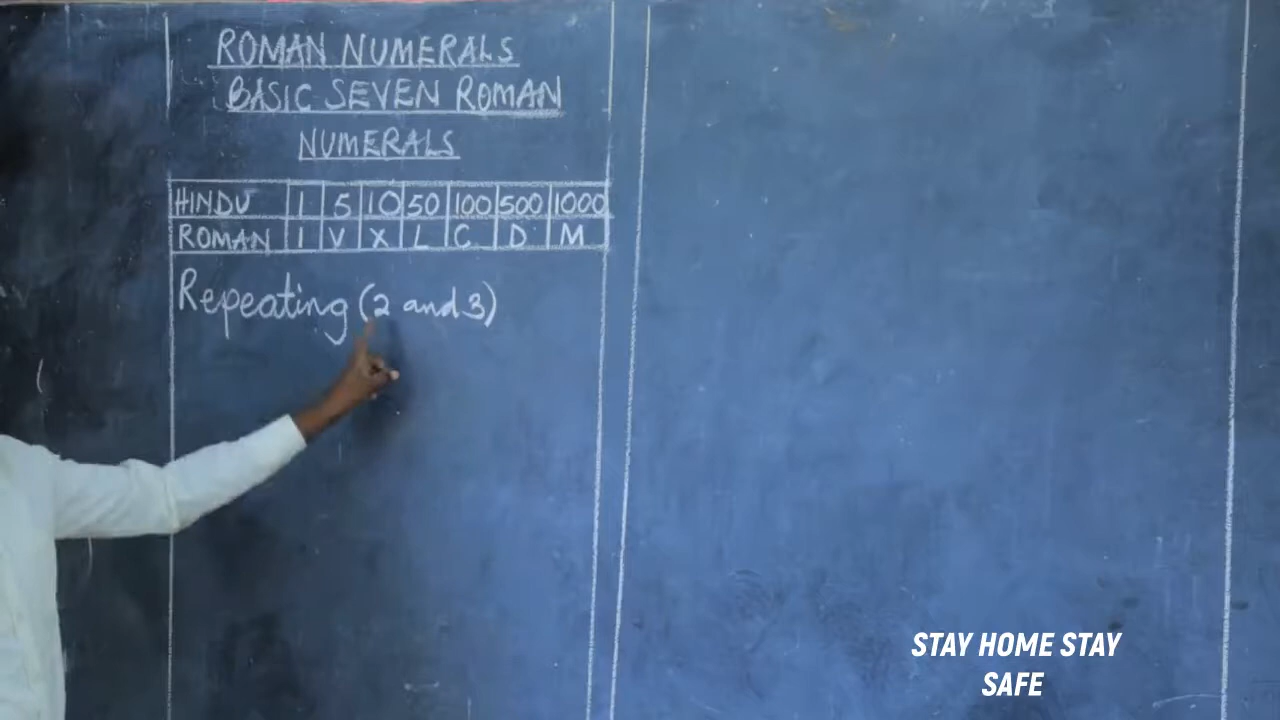 ROMAN NUMERALS
BASIC SEVEN ROMAN
NUMERALS
HINDU 1 5 10 50 100 500 1000
ROMAN I V X L C D M
Repeating (2 and 3)
STAY HOME STAY
SAFE